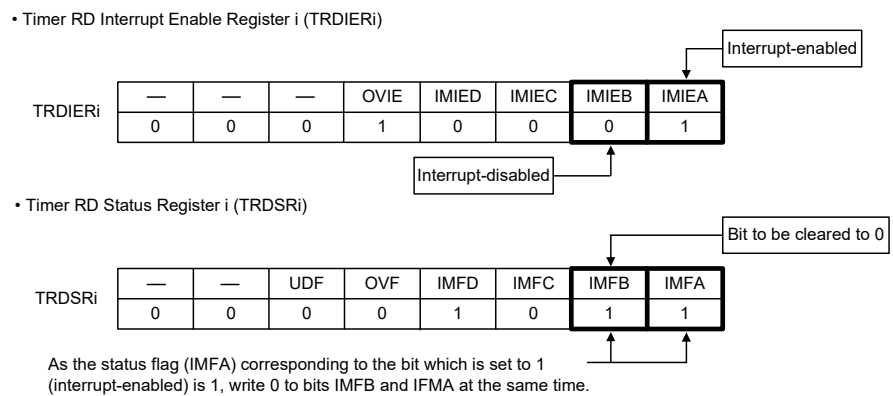 • Timer RD Interrupt Enable Register i (TRDIERi)
Interrupt-enabled
TRDIERi
— — — OVIE IMIED IMIEC IMIEB IMIEA
0 0 0 1 0 0 0 1
Interrupt-disabled
• Timer RD Status Register i (TRDSRi)
Bit to be cleared to 0
TRDSRi
— — UDF OVF IMFD IMFC IMFB IMFA
0 0 0 0 1 0 1 1
As the status flag (IMFA) corresponding to the bit which is set to 1
(interrupt-enabled) is 1, write 0 to bits IMFB and IFMA at the same time.